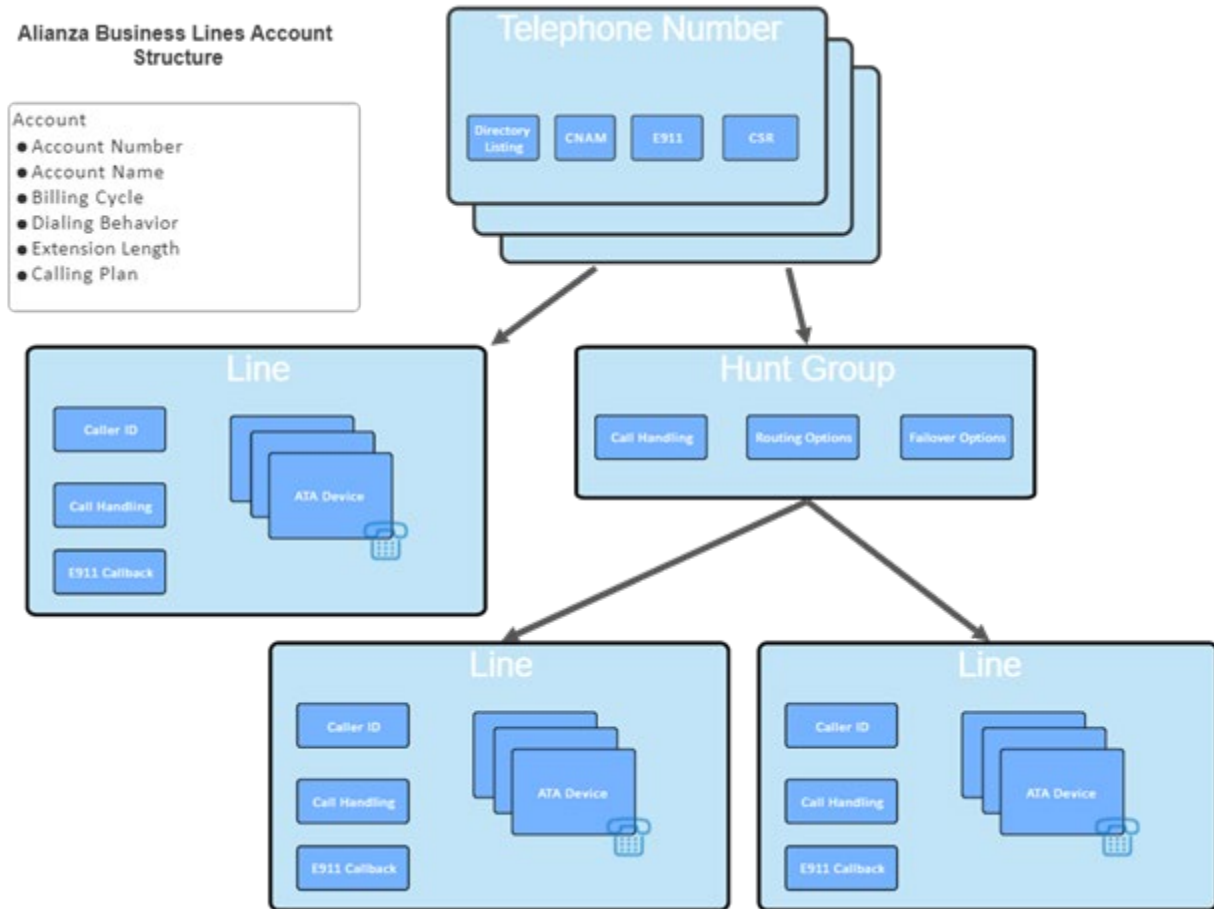 Alianza Business Lines Account
Structure
Account
● Account Number
● Account Name
● Billing Cycle
● Dialing Behavior
● Extension Length
● Calling Plan
Telephone Number
Directory
Listing
CNAM
E911
CSR
Line
Caller ID
Call Handling
E911 Callback
ATA Device
Hunt Group
Call Handling
Routing Options
Failover Options
Line
Caller ID
Call Handling
E911 Callback
ATA Device
Line
Caller ID
Call Handling
E911 Callback
ATA Device